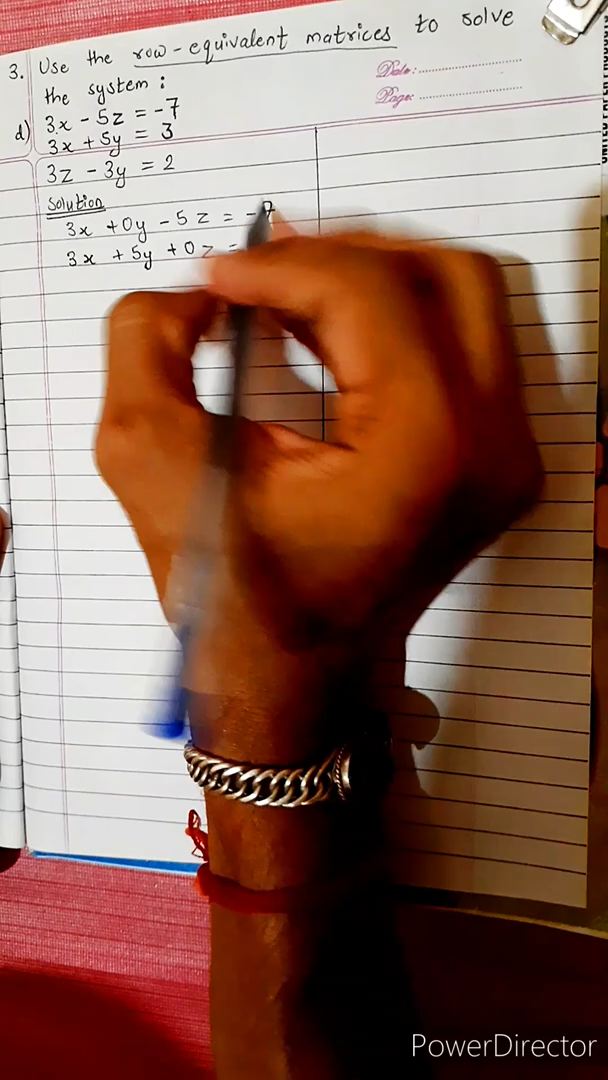 3. Use the row-equivalent matrices to solve
the system:
Date:
Page:
d) 3x - 5z = -7
3x + 5y = 3
3z - 3y = 2
Solution
3x + 0y - 5z = -7
3x + 5y + 0z =
PowerDirector